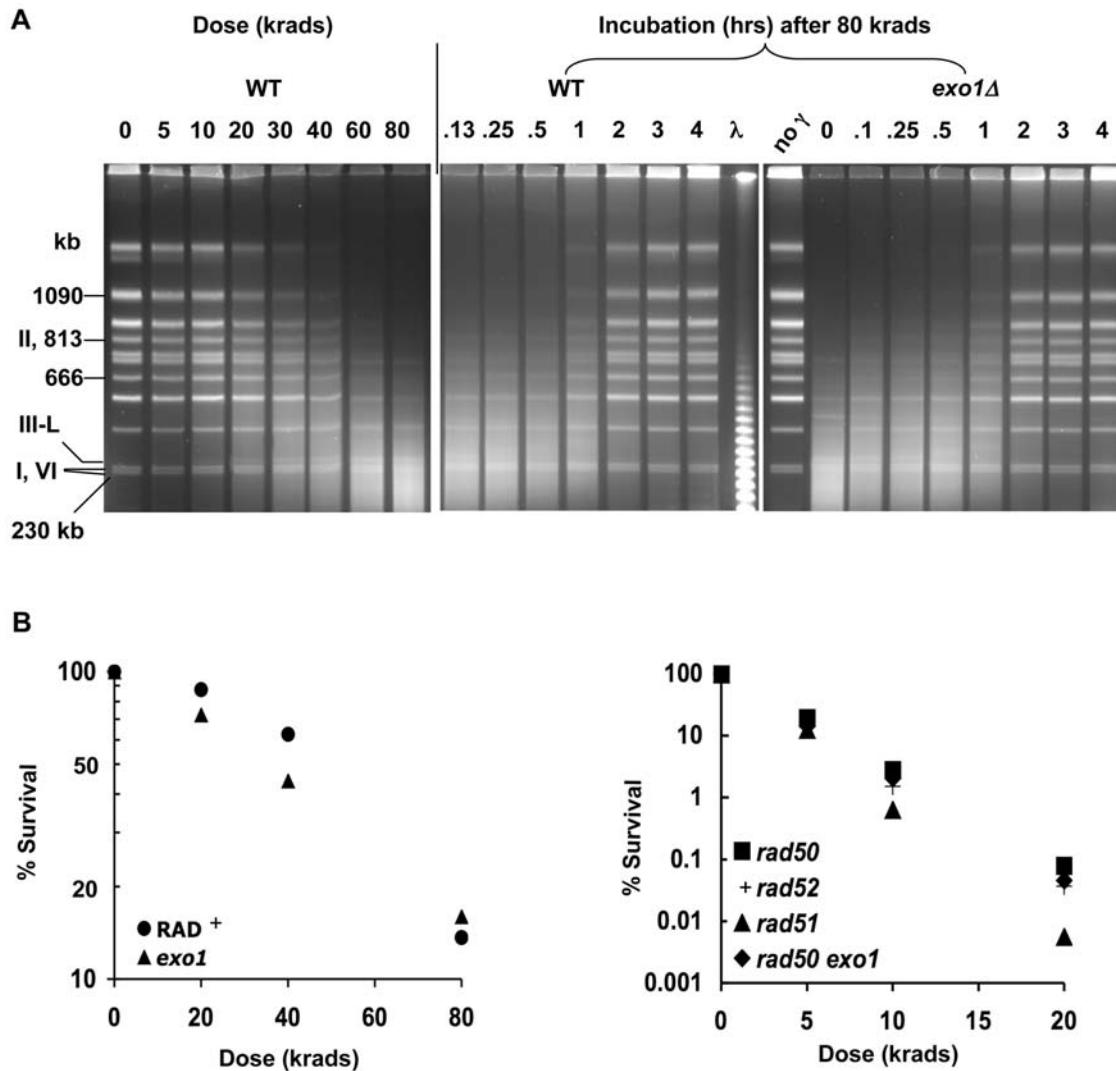 A
Dose (krads)
Incubation (hrs) after 80 krads
WT
WT
exo1Δ
0 5 10 20 30 40 60 80
.13 .25 .5 1 2 3 4 λ
no γ 0 .1 .25 .5 1 2 3 4
kb
1090
II, 813
666
III-L
I, VI
230 kb
B
% Survival
100
50
20
10
RAD +
exo1
0 20 40 60 80
Dose (krads)
% Survival
100
10
1
0.1
0.01
0.001
rad50
rad52
rad51
rad50 exo1
0 5 10 15 20
Dose (krads)